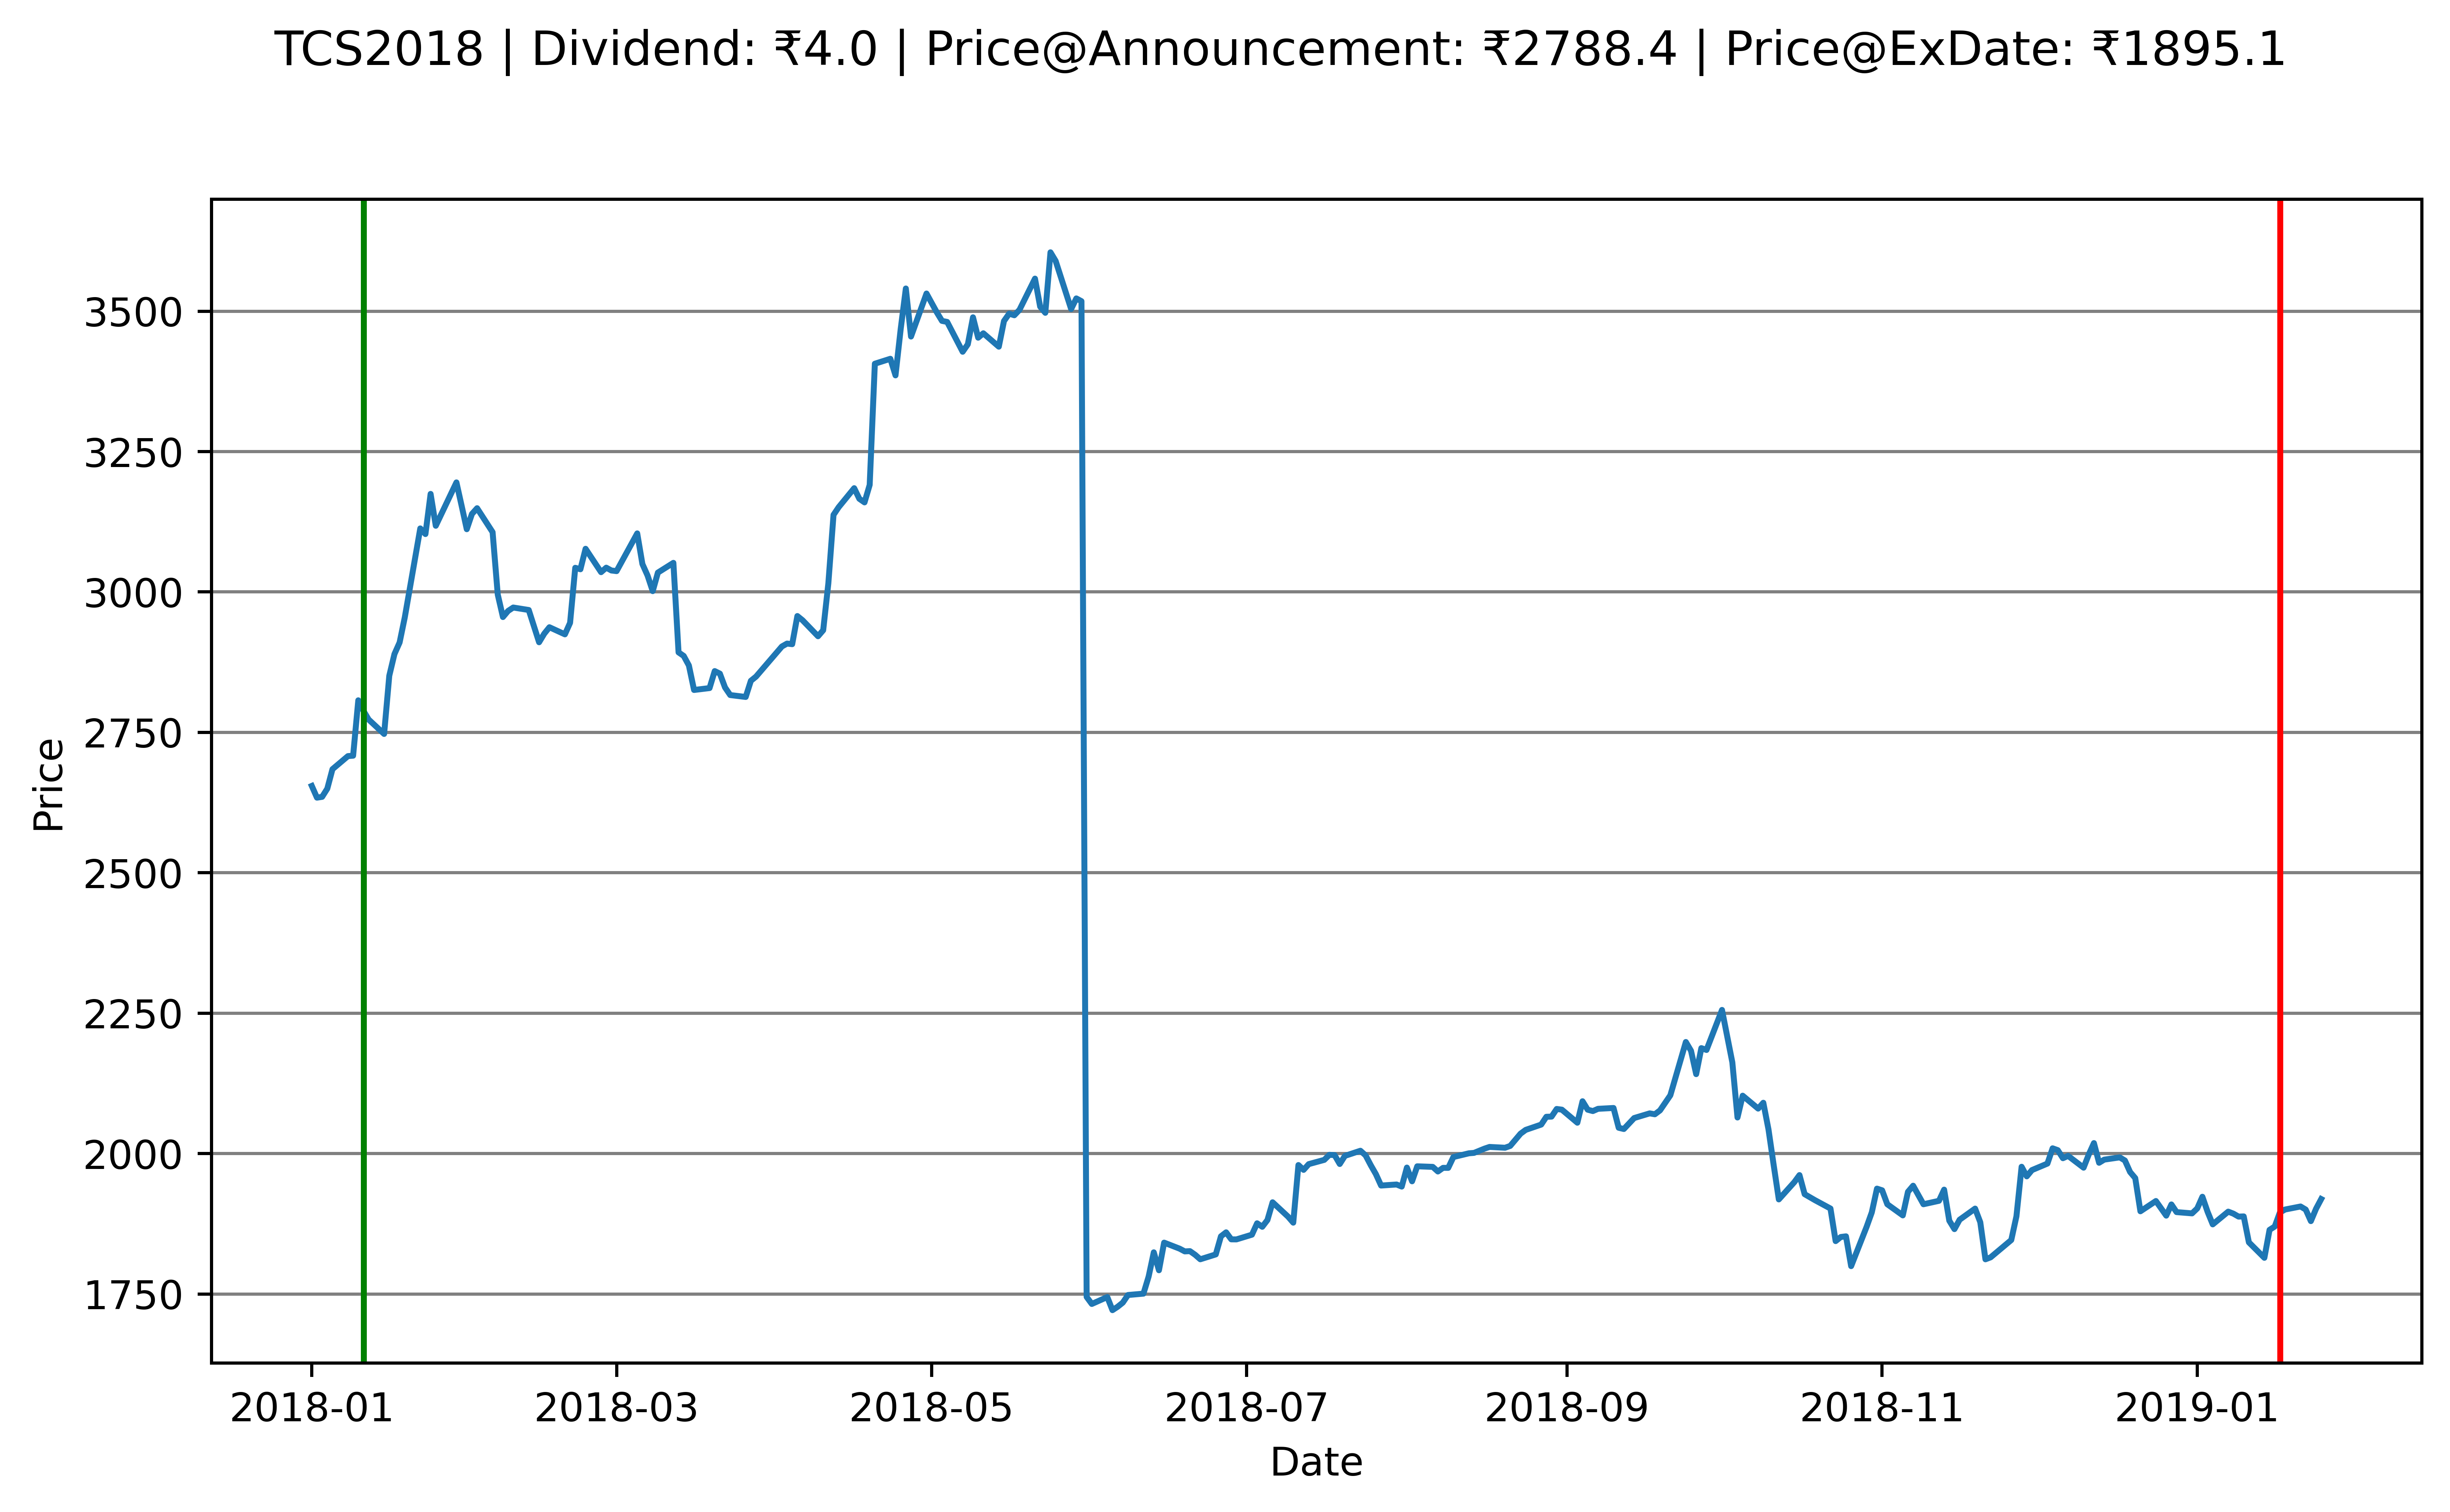 TCS2018 | Dividend: ₹4.0 | Price@Announcement: ₹2788.4 | Price@ExDate: ₹1895.1
3500
3250
3000
2750
2500
2250
2000
1750
Price
2018-01 2018-03 2018-05 2018-07 2018-09 2018-11 2019-01
Date